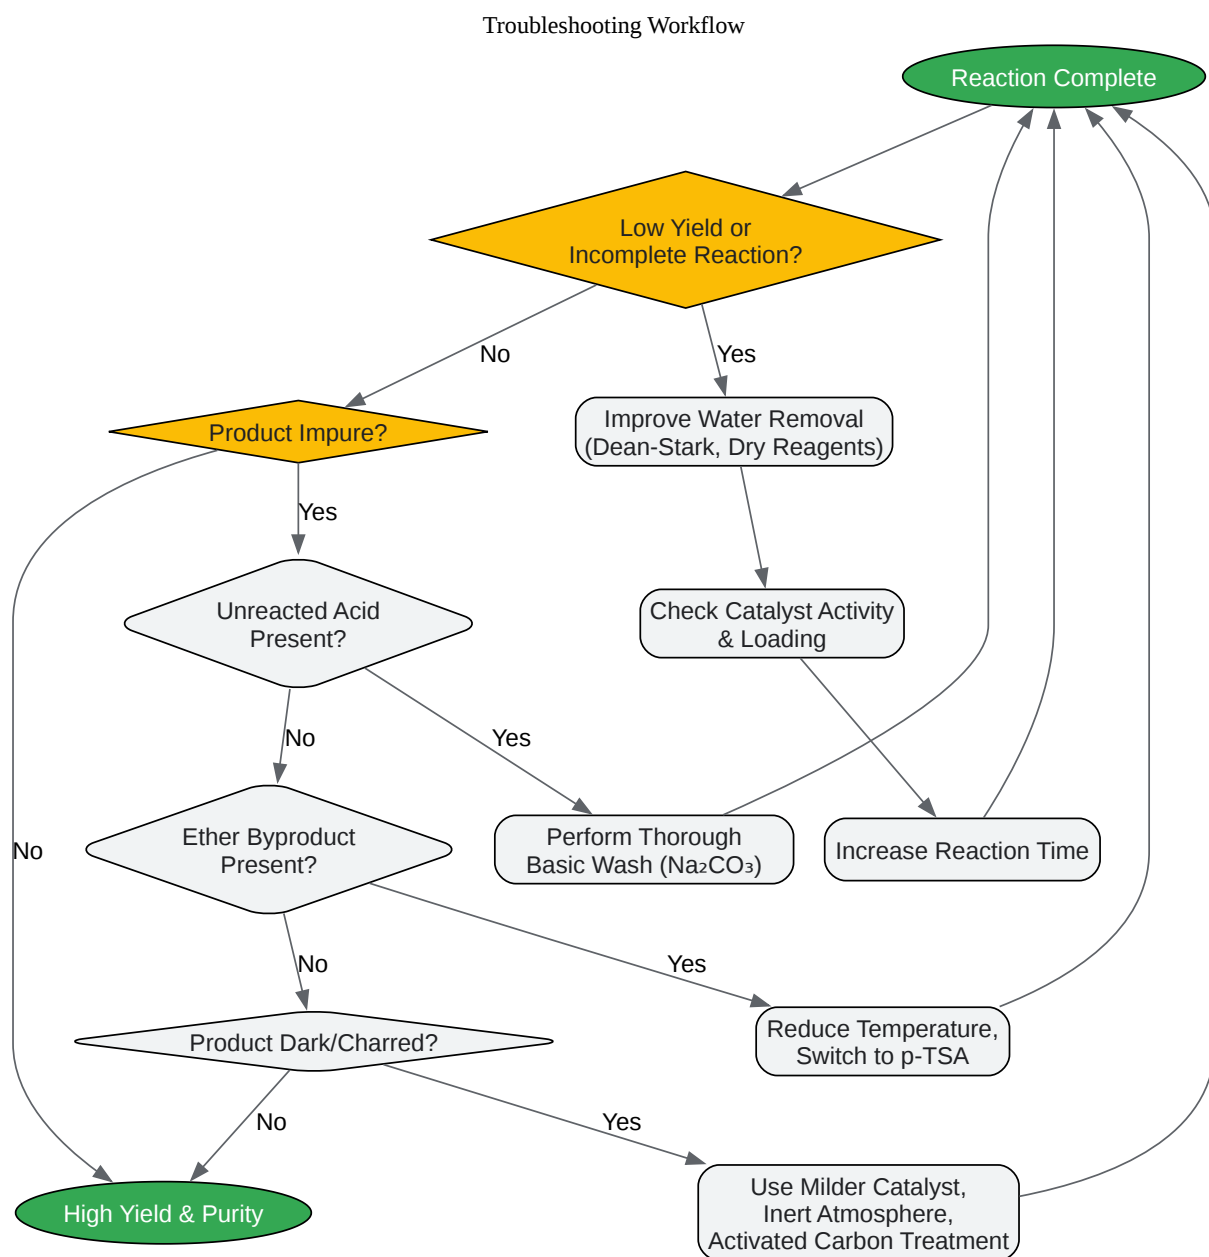 Troubleshooting Workflow
Reaction Complete
Low Yield or
Incomplete Reaction?
No
Yes
Product Impure?
Improve Water Removal
(Dean-Stark, Dry Reagents)
Yes
Unreacted Acid
Present?
Check Catalyst Activity
& Loading
No
Yes
Ether Byproduct
Present?
No
Perform Thorough
Basic Wash (Na₂CO₃)
Increase Reaction Time
No
Yes
Product Dark/Charred?
Reduce Temperature,
Switch to p-TSA
No
Yes
High Yield & Purity
Use Milder Catalyst,
Inert Atmosphere,
Activated Carbon Treatment